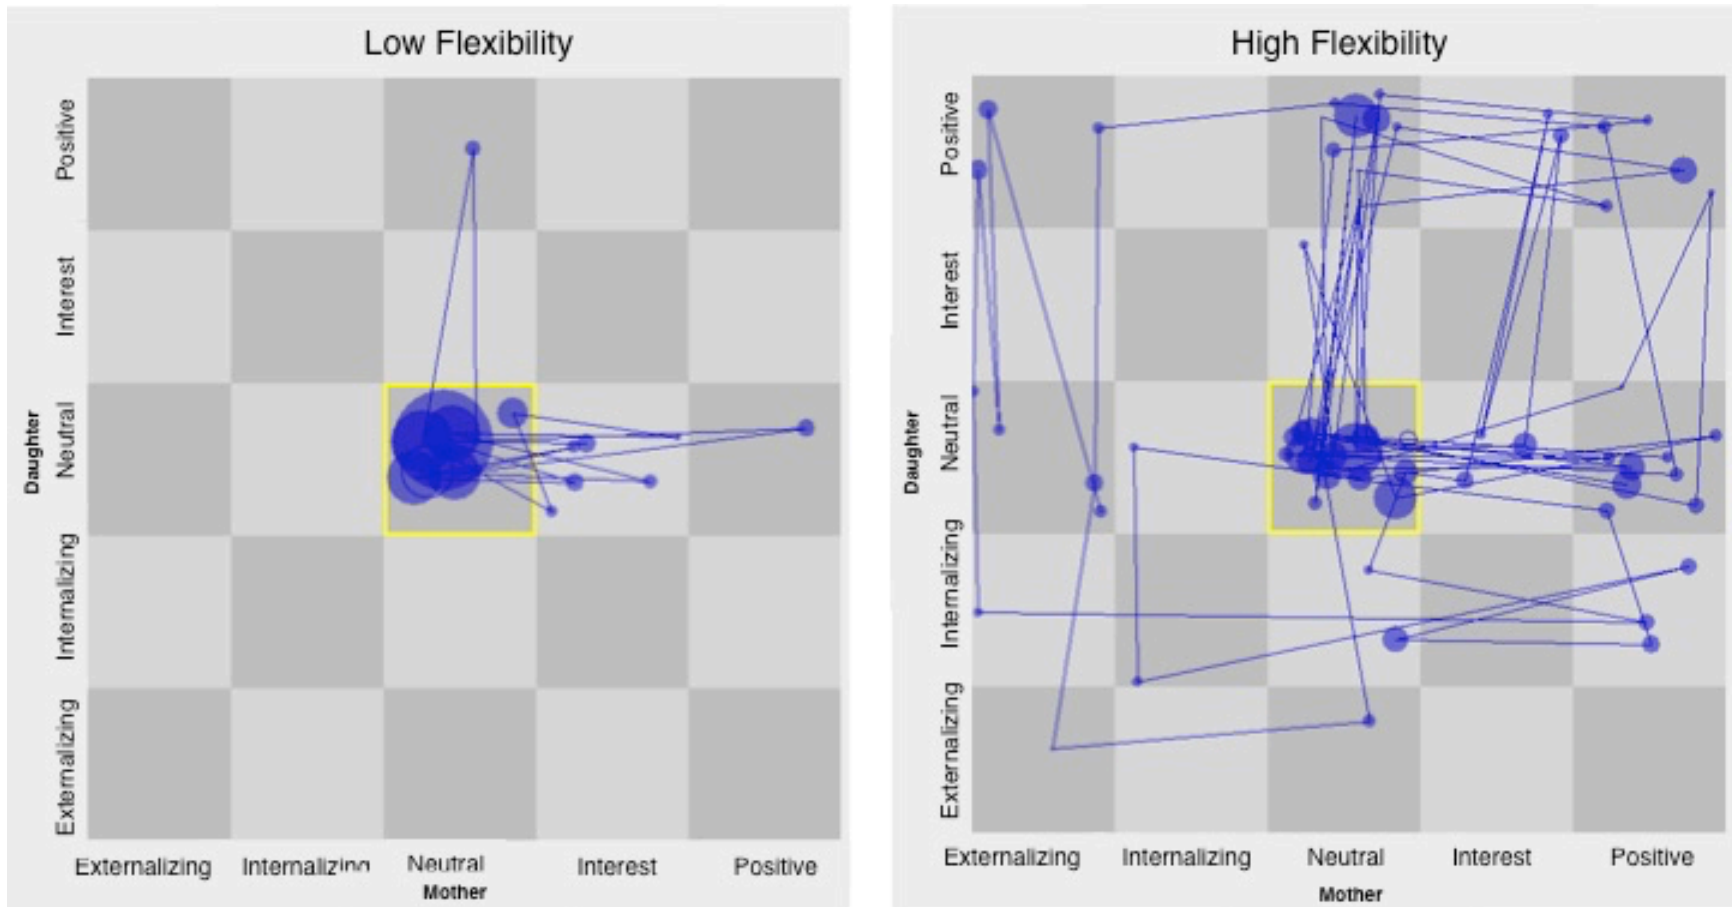 Low Flexibility
Positive
Interest
Neutral
Internalizing
Externalizing
Daughter
Externalizing Internalizing Neutral Interest Positive
Mother
High Flexibility
Positive
Interest
Neutral
Internalizing
Externalizing
Daughter
Externalizing Internalizing Neutral Interest Positive
Mother